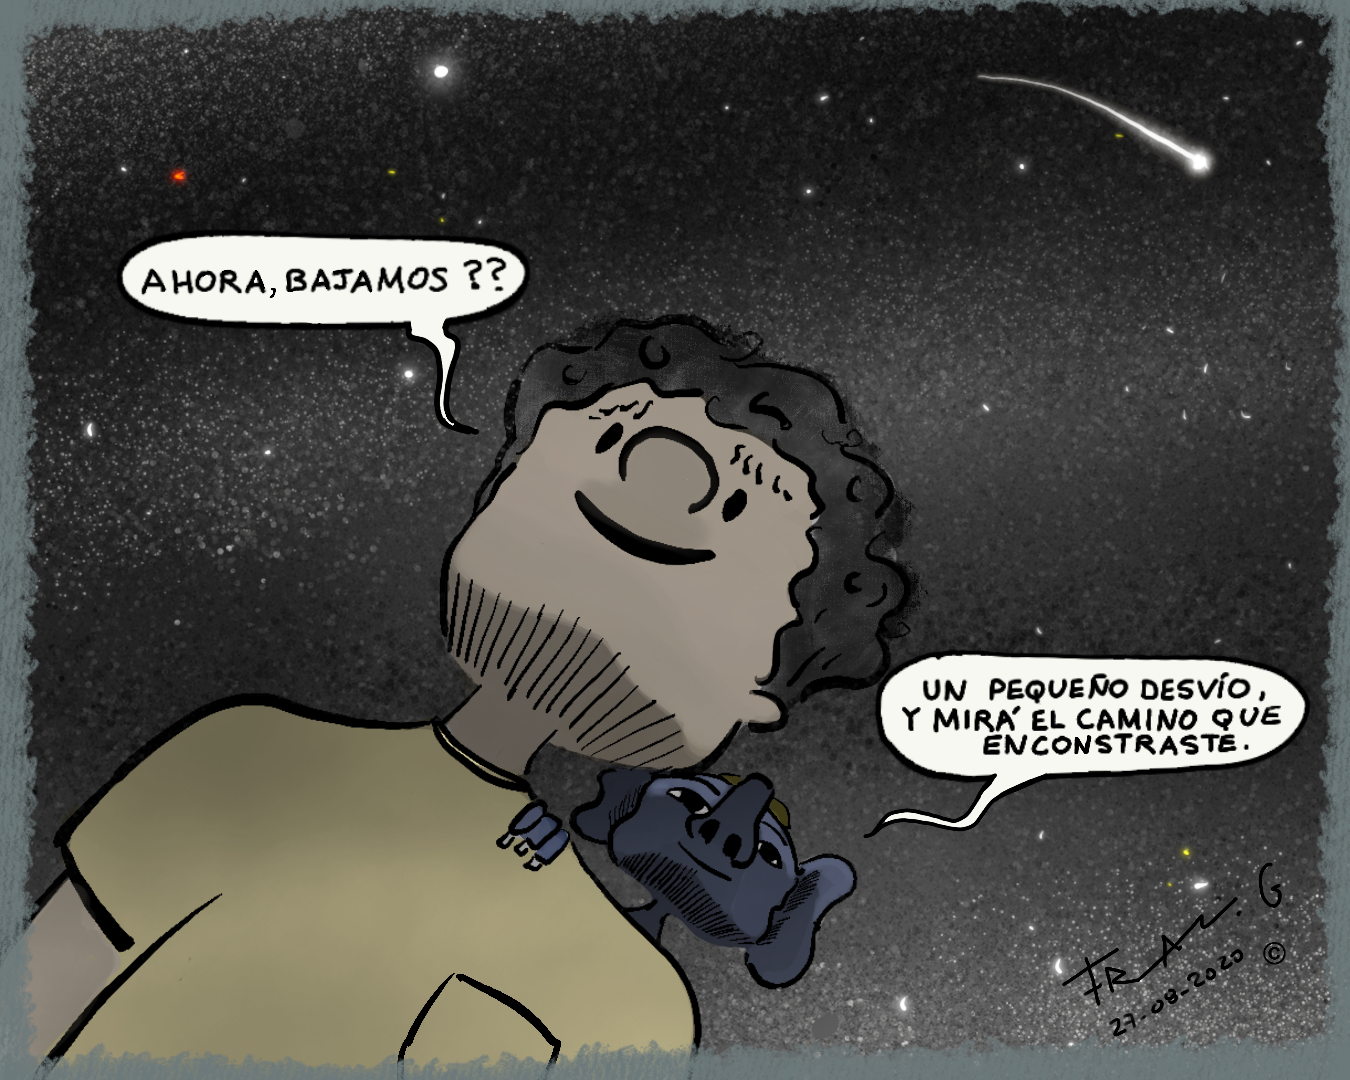 AHORA, BAJAMOS ??
UN PEQUEÑO DESVÍO,
Y MIRÁ EL CAMINO QUE
ENCONSTRASTE.
FRAN. G
27-08-2020 ©